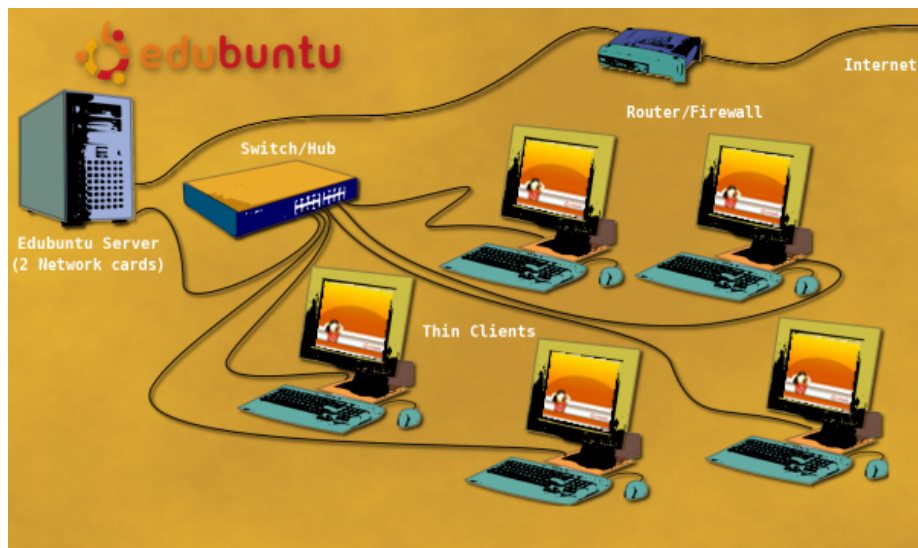 edubuntu
Internet
Router/Firewall
Switch/Hub
Edubuntu Server
(2 Network cards)
Thin Clients